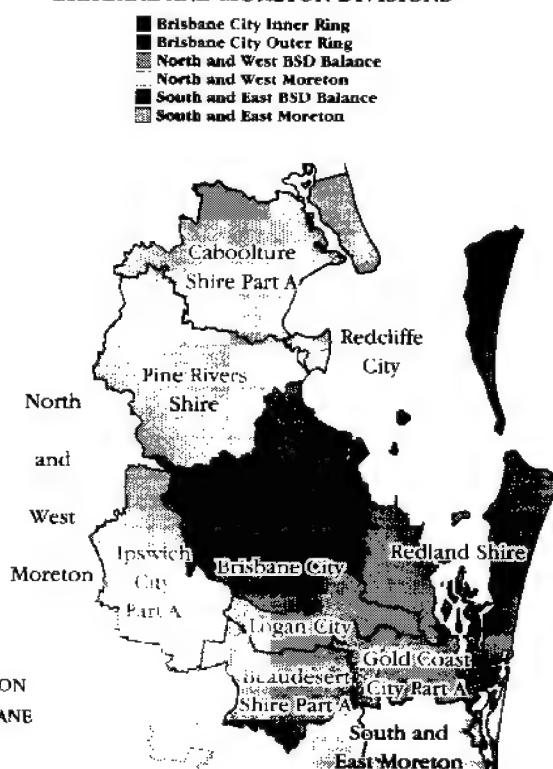 Brisbane City Inner Ring
Brisbane City Outer Ring
North and West BSD Balance
North and West Moreton
South and East BSD Balance
South and East Moreton
Caboolture
Shire Part A
Redcliffe
City
Pine Rivers
Shire
North
and
West
Moreton
Ipswich
City
Part A
Brisbane City
Redland Shire
Logan City
Gold Coast
City Part A
Beaudesert
Shire Part A
South and
East Moreton